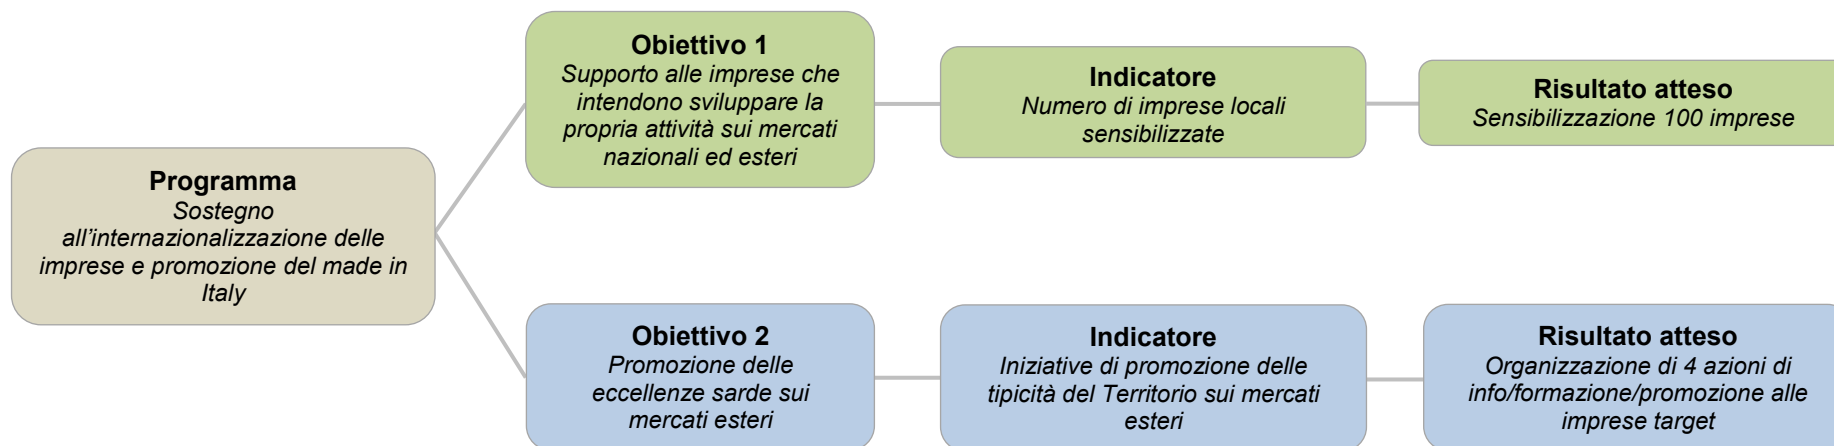 Programma
Sostegno
all’internazionalizzazione delle
imprese e promozione del made in
Italy
Obiettivo 1
Supporto alle imprese che
intendono sviluppare la
propria attività sui mercati
nazionali ed esteri
Indicatore
Numero di imprese locali
sensibilizzate
Risultato atteso
Sensibilizzazione 100 imprese
Obiettivo 2
Promozione delle
eccellenze sarde sui
mercati esteri
Indicatore
Iniziative di promozione delle
tipicità del Territorio sui mercati
esteri
Risultato atteso
Organizzazione di 4 azioni di
info/formazione/promozione alle
imprese target